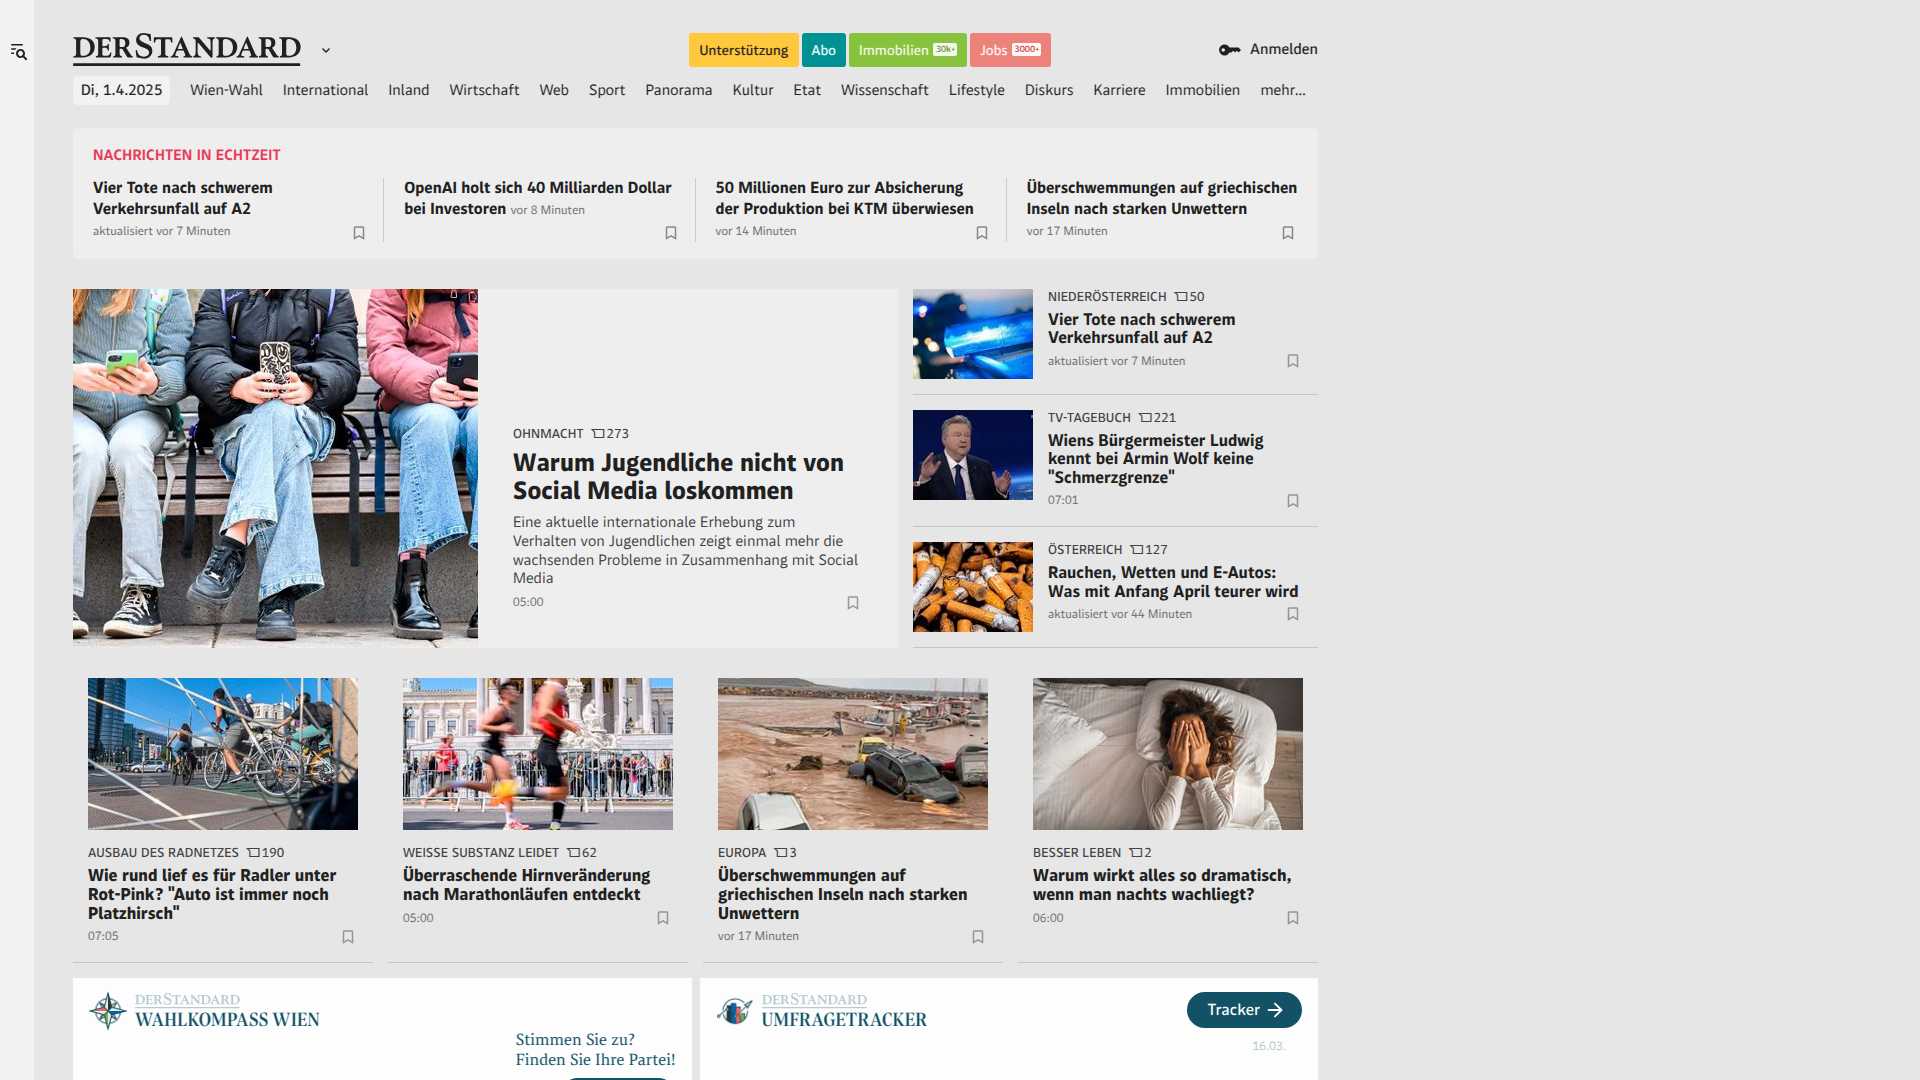 DERSTANDARD
Unterstützung
Abo
Immobilien 30k+
Jobs 3000+
Anmelden
Di, 1.4.2025
Wien-Wahl
International
Inland
Wirtschaft
Web
Sport
Panorama
Kultur
Etat
Wissenschaft
Lifestyle
Diskurs
Karriere
Immobilien
mehr...
NACHRICHTEN IN ECHTZEIT
Vier Tote nach schwerem
Verkehrsunfall auf A2
aktualisiert vor 7 Minuten
OpenAI holt sich 40 Milliarden Dollar
bei Investoren vor 8 Minuten
50 Millionen Euro zur Absicherung
der Produktion bei KTM überwiesen
vor 14 Minuten
Überschwemmungen auf griechischen
Inseln nach starken Unwettern
vor 17 Minuten
OHNMACHT 273
Warum Jugendliche nicht von
Social Media loskommen
Eine aktuelle internationale Erhebung zum
Verhalten von Jugendlichen zeigt einmal mehr die
wachsenden Probleme in Zusammenhang mit Social
Media
05:00
NIEDERÖSTERREICH 50
Vier Tote nach schwerem
Verkehrsunfall auf A2
aktualisiert vor 7 Minuten
TV-TAGEBUCH 221
Wiens Bürgermeister Ludwig
kennt bei Armin Wolf keine
"Schmerzgrenze"
07:01
ÖSTERREICH 127
Rauchen, Wetten und E-Autos:
Was mit Anfang April teurer wird
aktualisiert vor 44 Minuten
AUSBAU DES RADNETZES 190
Wie rund lief es für Radler unter
Rot-Pink? "Auto ist immer noch
Platzhirsch"
07:05
WEISSE SUBSTANZ LEIDET 62
Überraschende Hirnveränderung
nach Marathonläufen entdeckt
05:00
EUROPA 3
Überschwemmungen auf
griechischen Inseln nach starken
Unwettern
vor 17 Minuten
BESSER LEBEN 2
Warum wirkt alles so dramatisch,
wenn man nachts wachliegt?
06:00
DERSTANDARD
WAHLKOMPASS WIEN
Stimmen Sie zu?
Finden Sie Ihre Partei!
DERSTANDARD
UMFRAGETRACKER
Tracker
16.03.